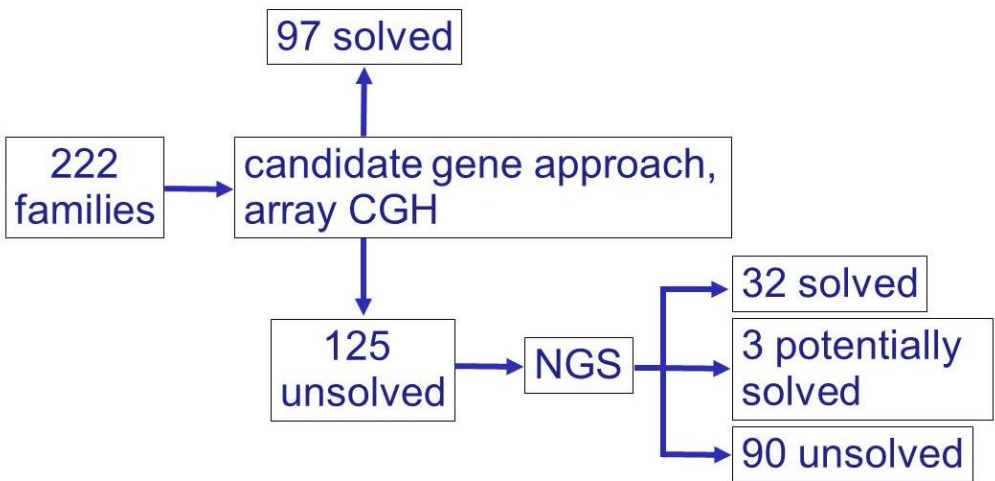 97 solved
222
families
candidate gene approach,
array CGH
125
unsolved
NGS
32 solved
3 potentially
solved
90 unsolved